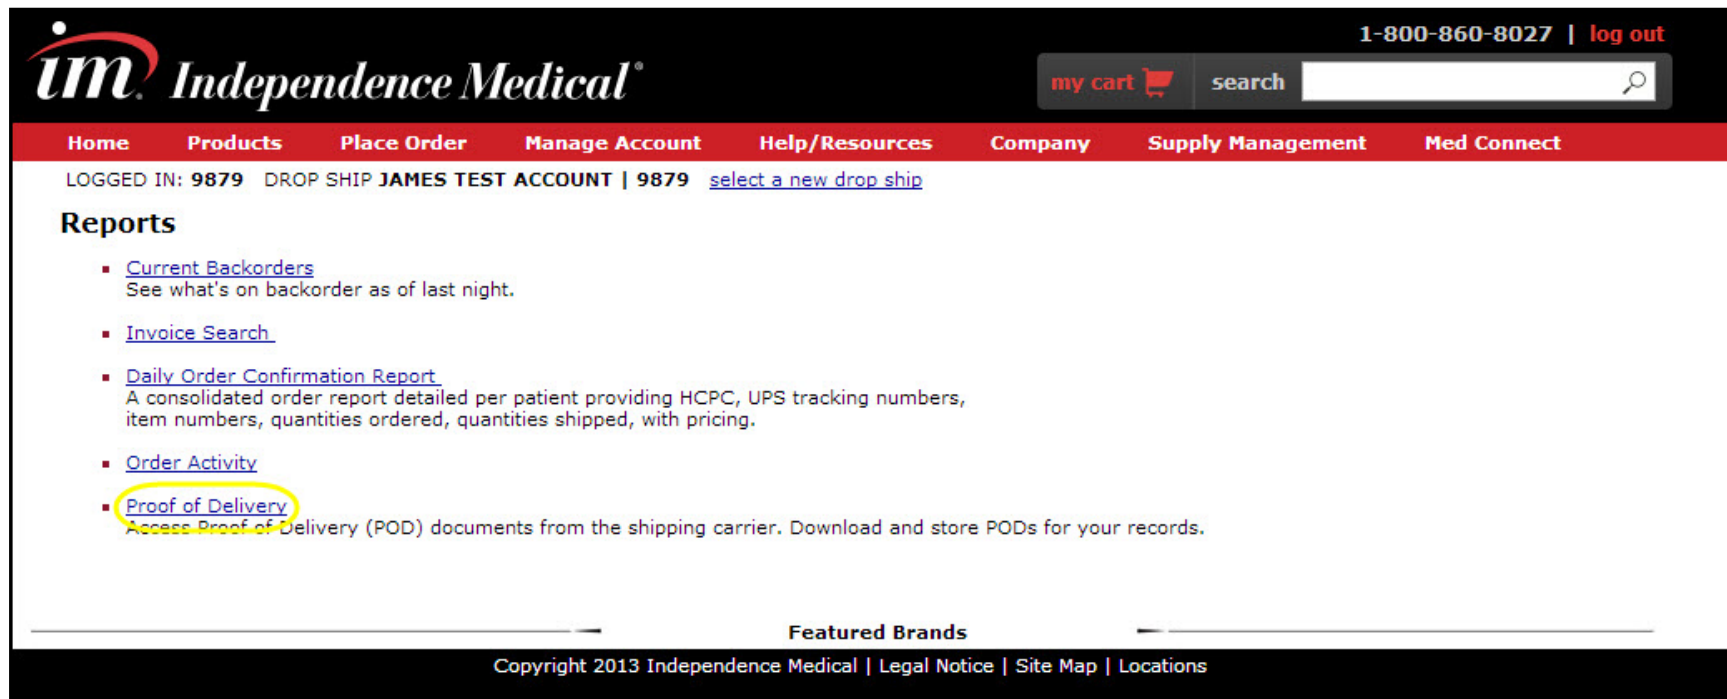 1-800-860-8027 | log out
im. Independence Medical®
my cart search
Home Products Place Order Manage Account Help/Resources Company Supply Management Med Connect
LOGGED IN: 9879 DROP SHIP JAMES TEST ACCOUNT | 9879 select a new drop ship
Reports
Current Backorders
See what's on backorder as of last night.
Invoice Search
Daily Order Confirmation Report
A consolidated order report detailed per patient providing HCPC, UPS tracking numbers,
item numbers, quantities ordered, quantities shipped, with pricing.
Order Activity
Proof of Delivery
Access Proof of Delivery (POD) documents from the shipping carrier. Download and store PODs for your records.
Featured Brands
Copyright 2013 Independence Medical | Legal Notice | Site Map | Locations